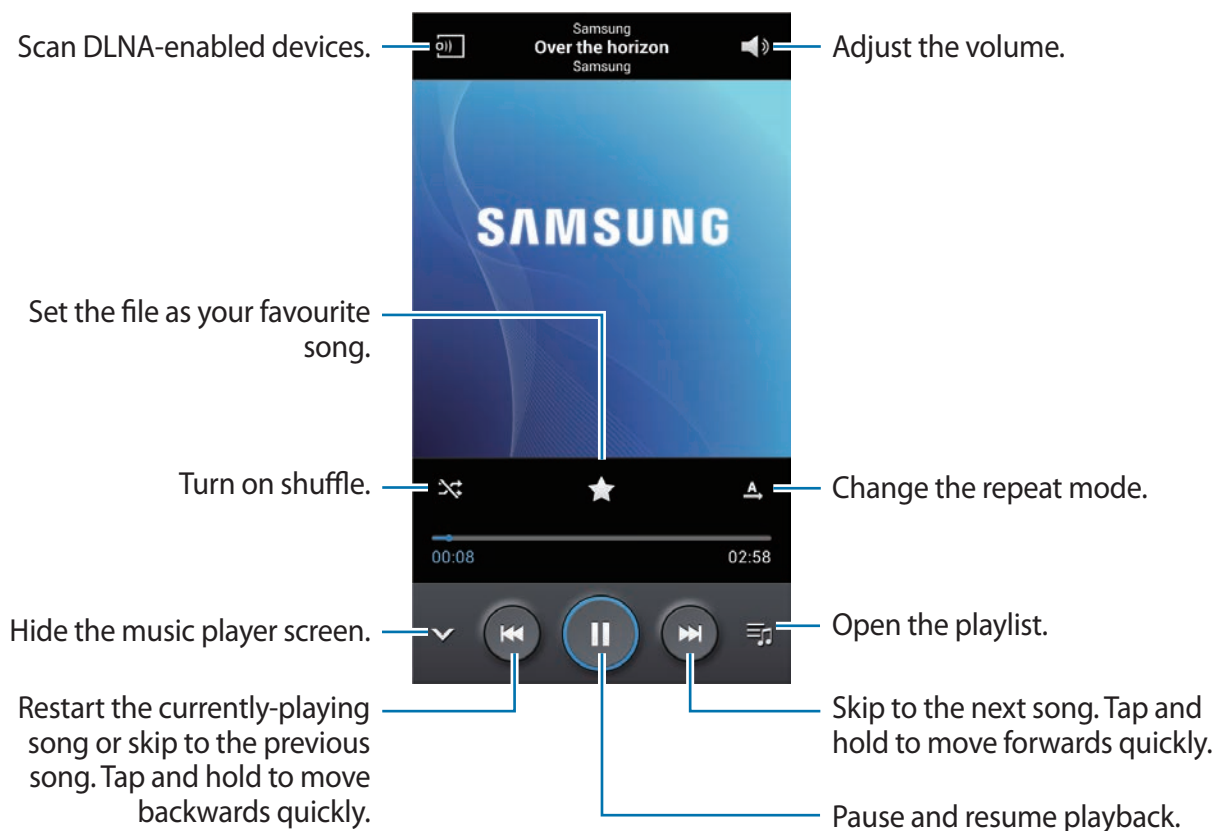 Samsung
Scan DLNA-enabled devices.
Over the horizon
Adjust the volume.
Samsung
SAMSUNG
Set the file as your favourite
song.
Turn on shuffle.
A
Change the repeat mode.
00:08
02:58
Hide the music player screen.
Open the playlist.
Restart the currently-playing
song or skip to the previous
song. Tap and hold to move
backwards quickly.
Skip to the next song. Tap and
hold to move forwards quickly.
Pause and resume playback.